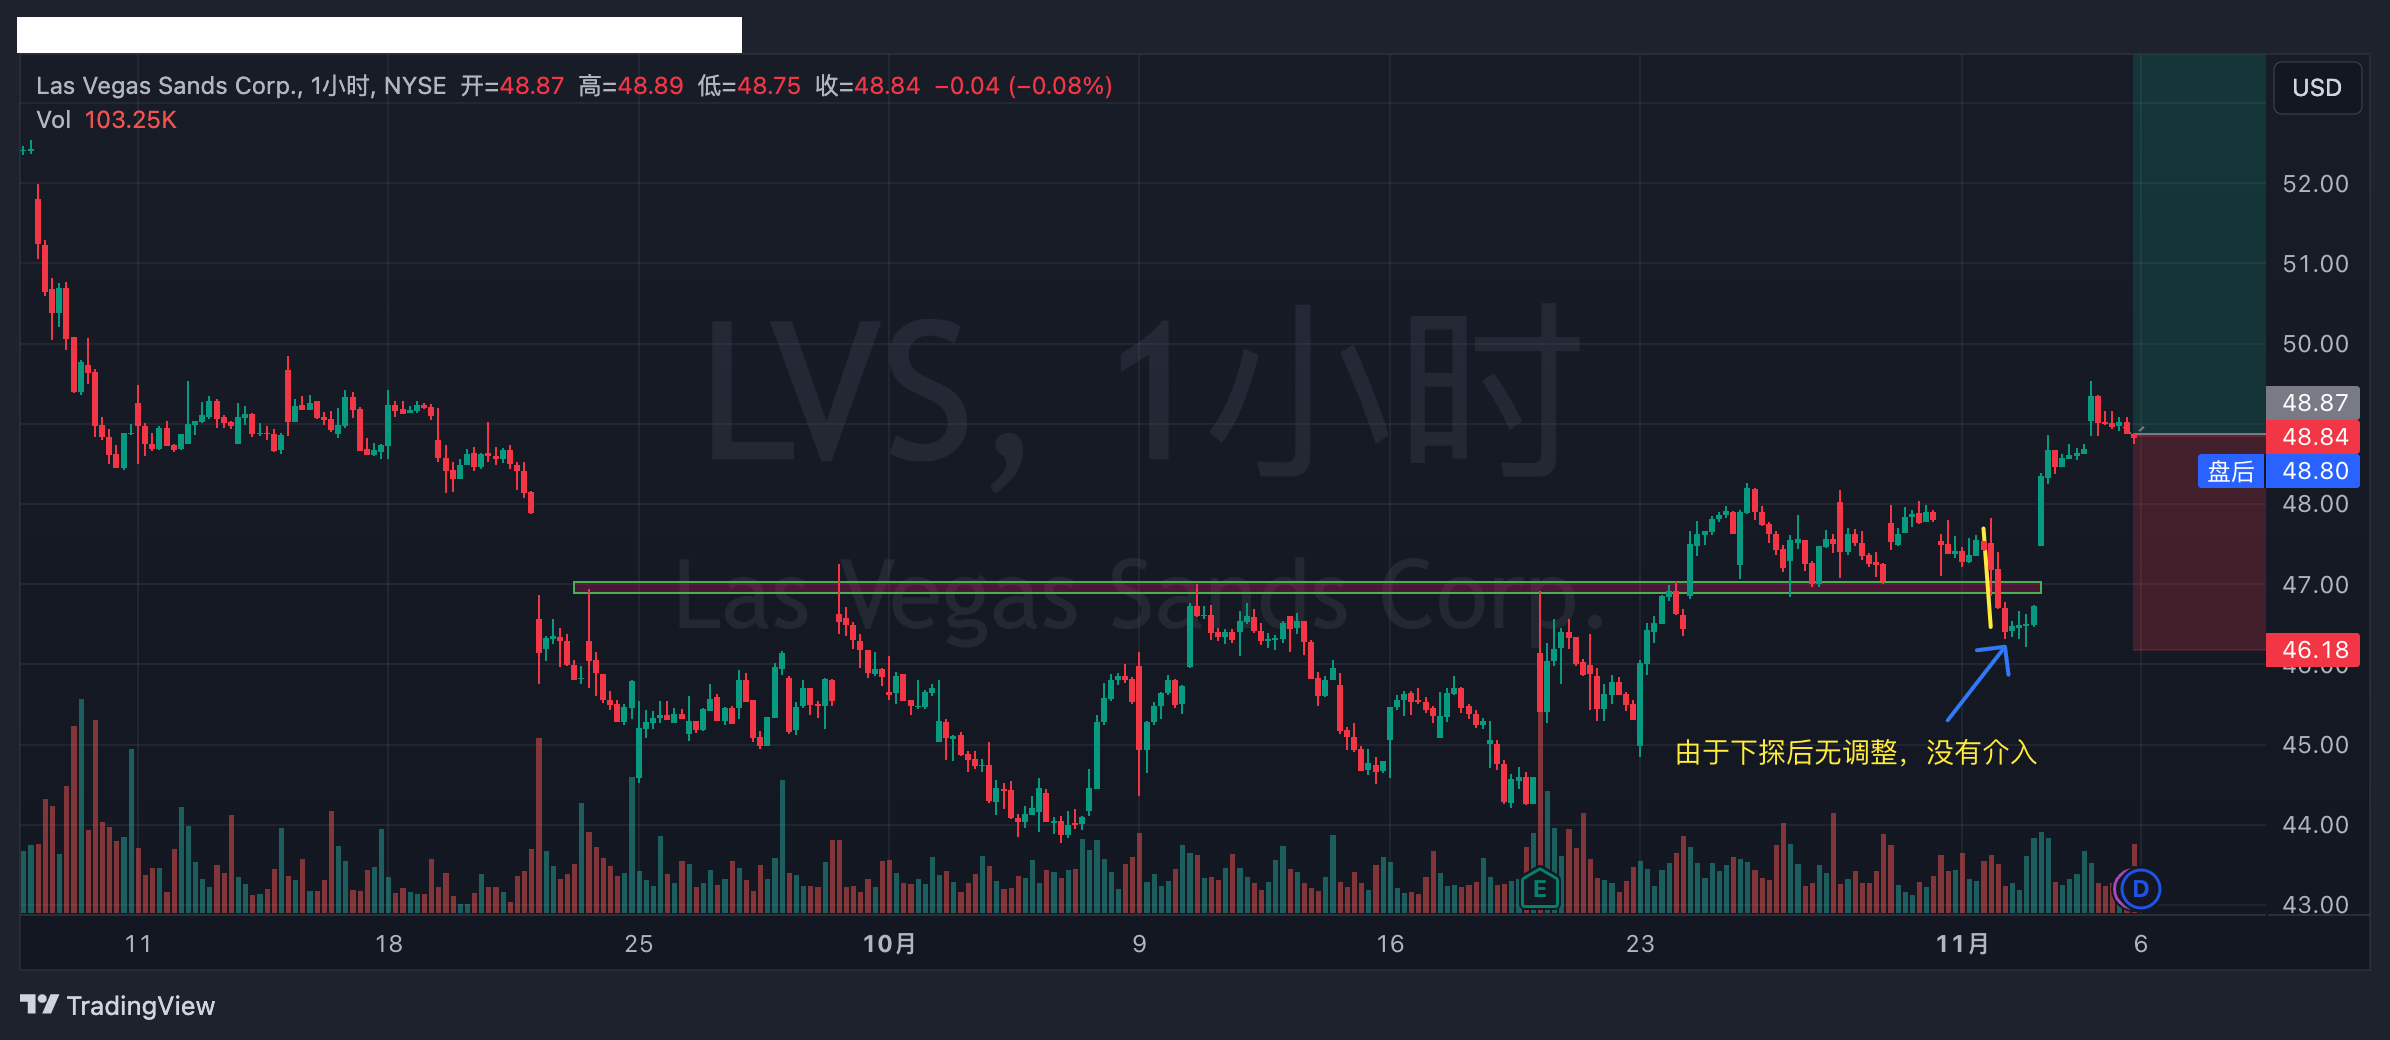 Las Vegas Sands Corp., 1小时, NYSE 开=48.87 高=48.89 低=48.75 收=48.84 −0.04 (−0.08%)
Vol 103.25K
USD
LVS, 1小时
Las Vegas Sands Corp.
52.00
51.00
50.00
48.87
48.84
盘后 48.80
48.00
47.00
46.18
46.00
45.00
44.00
43.00
由于下探后无调整，没有介入
E
D
11 18 25 10月 9 16 23 11月 6
TradingView